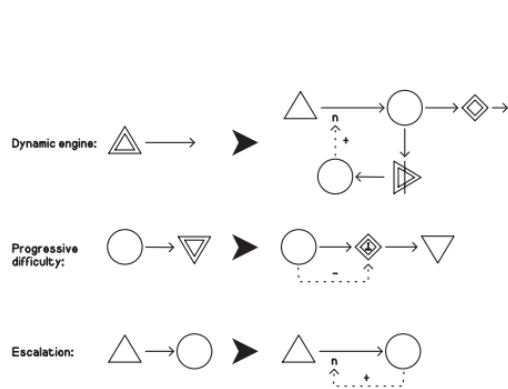 Dynamic engine:
n
+
Progressive
difficulty:
-
Escalation:
n
+